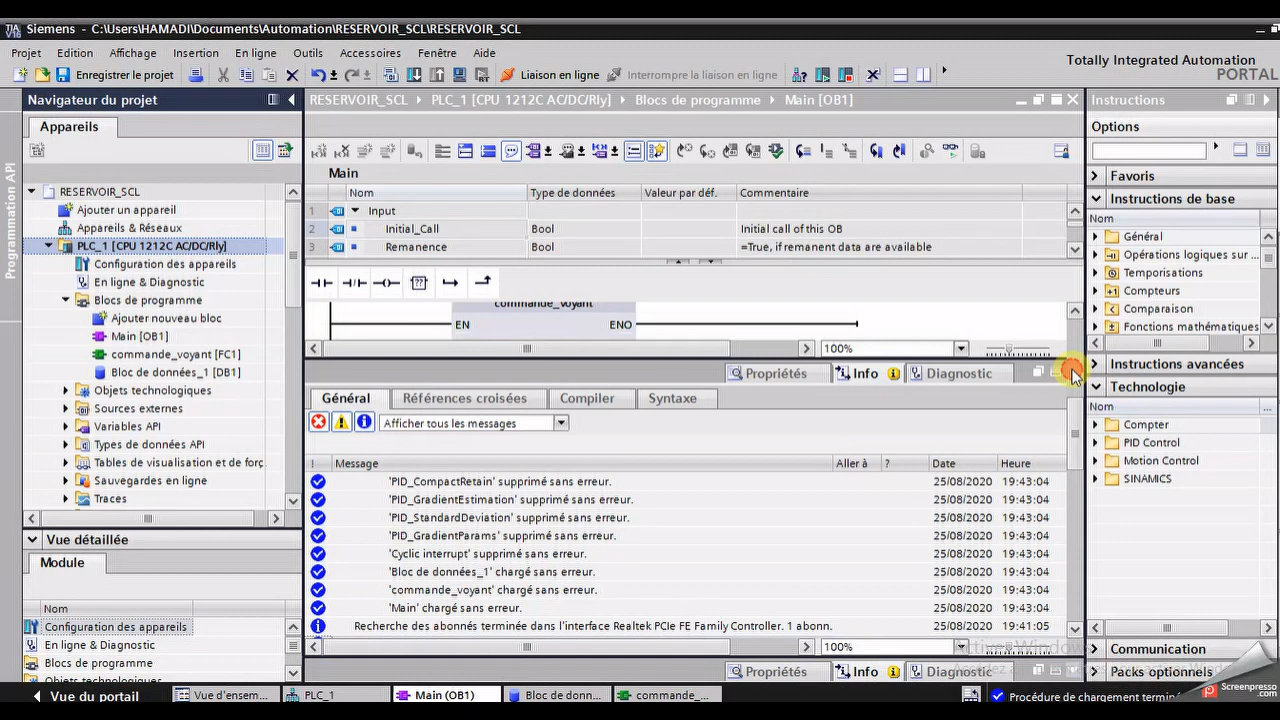 TIA V16 Siemens - C:\Users\HAMADI\Documents\Automation\RESERVOIR_SCL\RESERVOIR_SCL
Projet Edition Affichage Insertion En ligne Outils Accessoires Fenêtre Aide
Totally Integrated Automation
PORTAL
Enregistrer le projet Liaison en ligne Interrompre la liaison en ligne
Navigateur du projet
RESERVOIR_SCL PLC_1 [CPU 1212C AC/DC/Rly] Blocs de programme Main [OB1]
Instructions
Appareils
Options
Programmation API
Main
Favoris
Nom Type de données Valeur par déf. Commentaire
Instructions de base
RESERVOIR_SCL
1 Input
Nom
Ajouter un appareil
2 Initial_Call Bool Initial call of this OB
Général
Appareils & Réseaux
3 Remanence Bool =True, if remanent data are available
Opérations logiques sur ...
PLC_1 [CPU 1212C AC/DC/Rly]
Temporisations
Configuration des appareils
Compteurs
En ligne & Diagnostic
Comparaison
Blocs de programme
commande_voyant
Fonctions mathématiques
Ajouter nouveau bloc
EN ENO
Main [OB1]
100%
commande_voyant [FC1]
Instructions avancées
Bloc de données_1 [DB1]
Propriétés Info Diagnostic
Technologie
Objets technologiques
Général Références croisées Compiler Syntaxe
Nom ...
Sources externes
Afficher tous les messages
Compter
Variables API
PID Control
Types de données API
! Message Aller à ? Date Heure
Motion Control
Tables de visualisation et de forç
SINAMICS
Sauvegardes en ligne
Traces
'PID_CompactRetain' supprimé sans erreur. 25/08/2020 19:43:04
'PID_GradientEstimation' supprimé sans erreur. 25/08/2020 19:43:04
'PID_StandardDeviation' supprimé sans erreur. 25/08/2020 19:43:04
'PID_GradientParams' supprimé sans erreur. 25/08/2020 19:43:04
'Cyclic interrupt' supprimé sans erreur. 25/08/2020 19:43:04
'Bloc de données_1' chargé sans erreur. 25/08/2020 19:43:04
'commande_voyant' chargé sans erreur. 25/08/2020 19:43:04
'Main' chargé sans erreur. 25/08/2020 19:43:04
Recherche des abonnés terminée dans l'interface Realtek PCIe FE Family Controller. 1 abonn. 25/08/2020 19:41:05
100%
Vue détaillée
Module
Nom
Configuration des appareils
En ligne & Diagnostic
Blocs de programme
Objets technologiques
Propriétés Info Diagnostic
Communication
Packs optionnels
Vue du portail Vue d'ensem... PLC_1 Main (OB1) Bloc de donn... commande_... Procédure de chargement termin
Screenpresso
.com